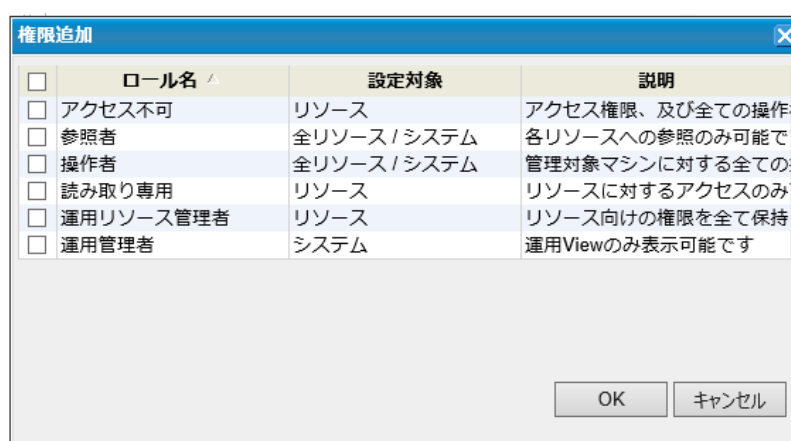 権限追加
ロール名 設定対象 説明
アクセス不可 リソース アクセス権限、及び全ての操作
参照者 全リソース / システム 各リソースへの参照のみ可能で
操作者 全リソース / システム 管理対象マシンに対する全ての
読み取り専用 リソース リソースに対するアクセスのみ
運用リソース管理者 リソース リソース向けの権限を全て保持
運用管理者 システム 運用Viewのみ表示可能です
OK キャンセル